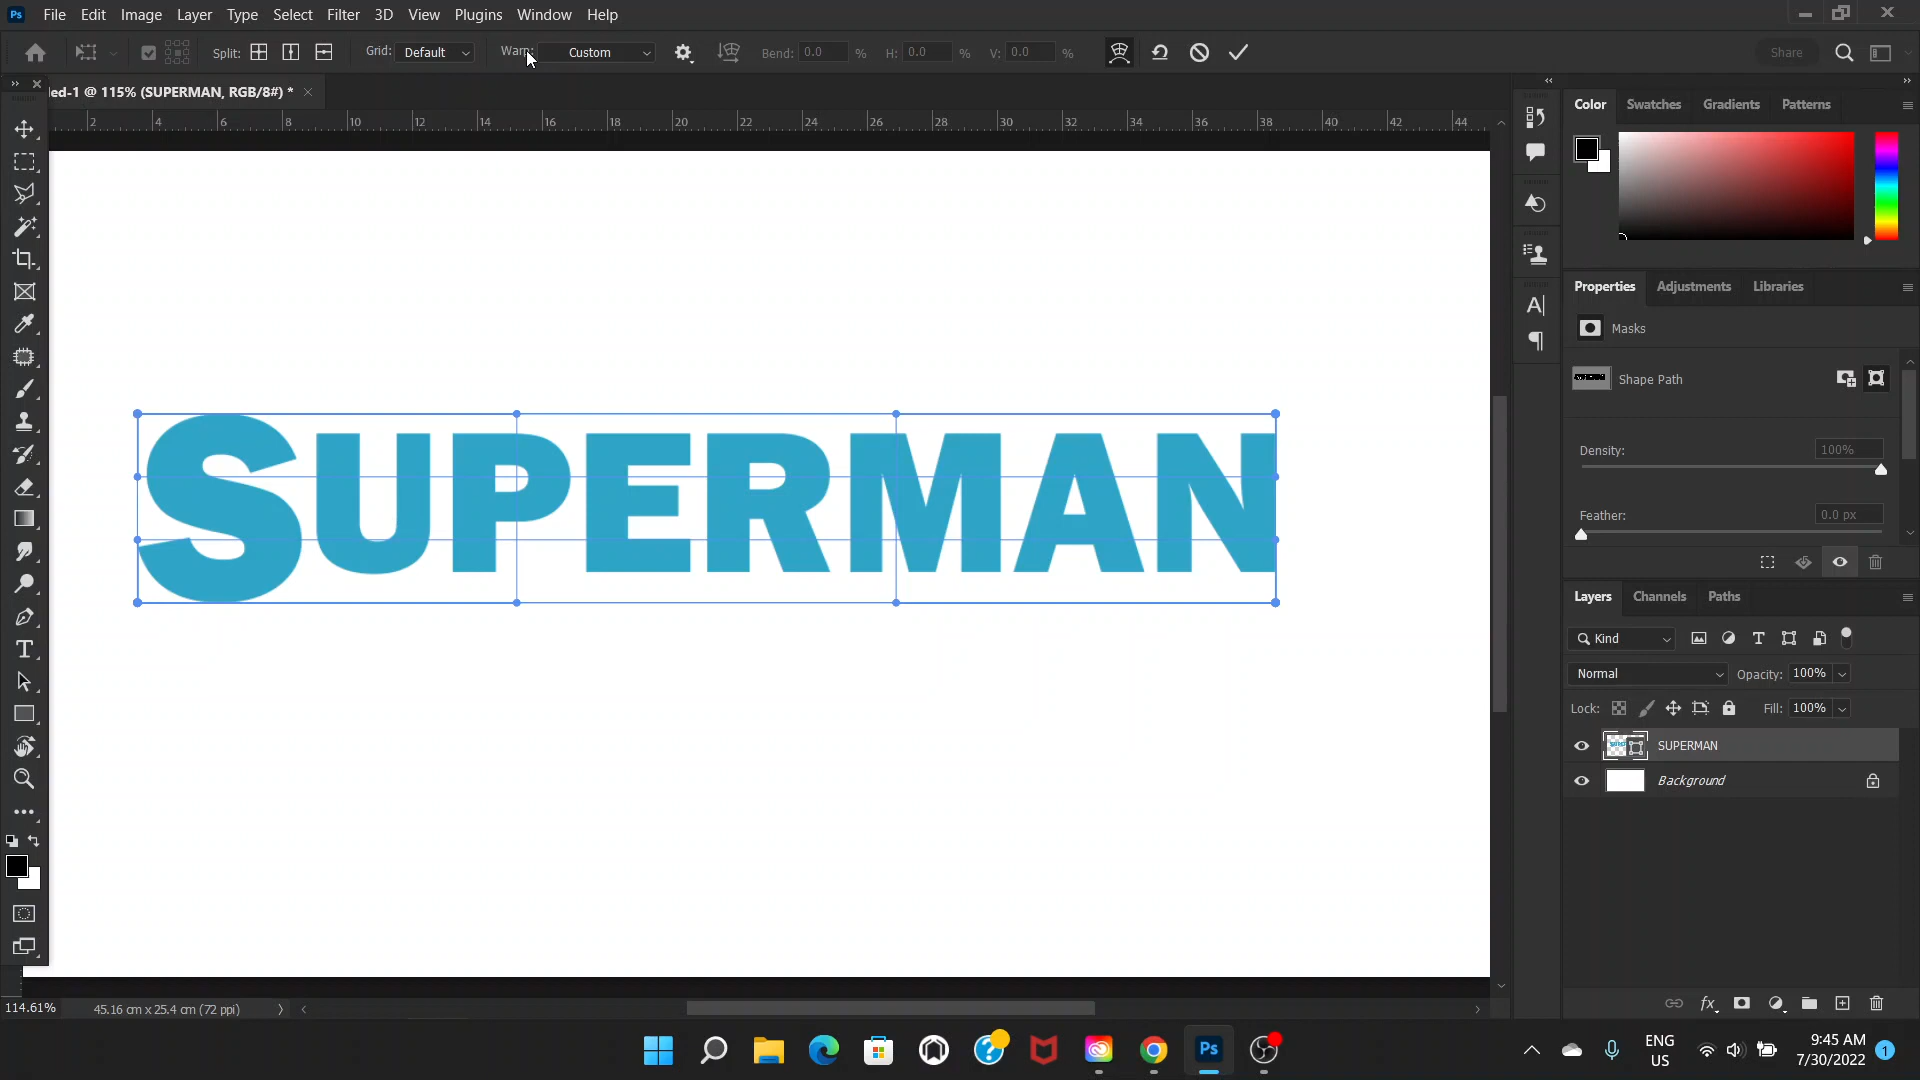 Ps File Edit Image Layer Type Select Filter 3D View Plugins Window Help
Split: Grid: Default Warp: Custom Bend: 0.0 % H: 0.0 % V: 0.0 % Share
led-1 @ 115% (SUPERMAN, RGB/8#) *
2 4 6 8 10 12 14 16 18 20 22 24 26 28 30 32 34 36 38 40 42 44
SUPERMAN
Color Swatches Gradients Patterns
Properties Adjustments Libraries
Masks
Shape Path
Density: 100%
Feather: 0.0 px
Layers Channels Paths
Kind
Normal Opacity: 100%
Lock: Fill: 100%
SUPERMAN
Background
114.61% 45.16 cm x 25.4 cm (72 ppi)
Ps
ENG
US
9:45 AM
7/30/2022
1